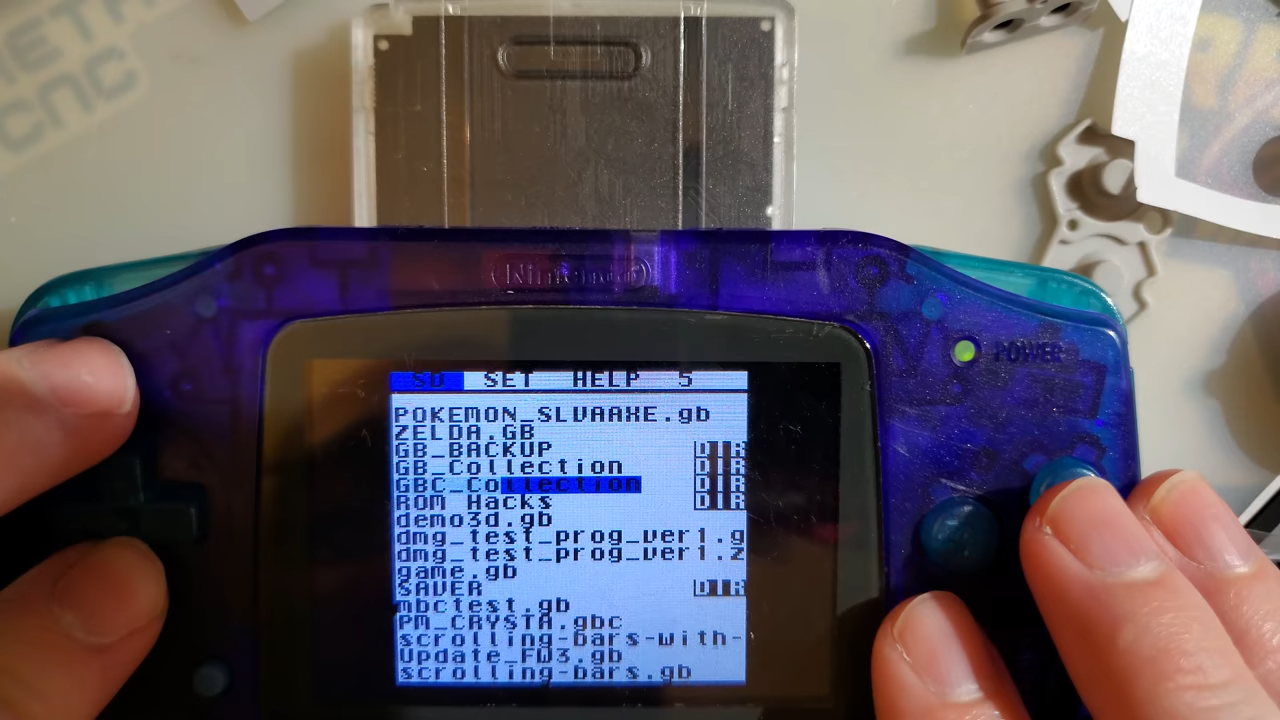 RETRO
CNC
Nintendo
POWER
SD SET HELP 5
POKEMON_SLVAAXE.gb
ZELDA.GB
GB_BACKUP DIR
GB_Collection DIR
GBC_Collection DIR
ROM Hacks DIR
demo3d.gb
dmg_test_prog_ver1.g
dmg_test_prog_ver1.z
game.gb
SAVER DIR
mbctest.gb
PM_CRYSTA.gbc
scrolling-bars-with-
Update_FW3.gb
scrolling-bars.gb